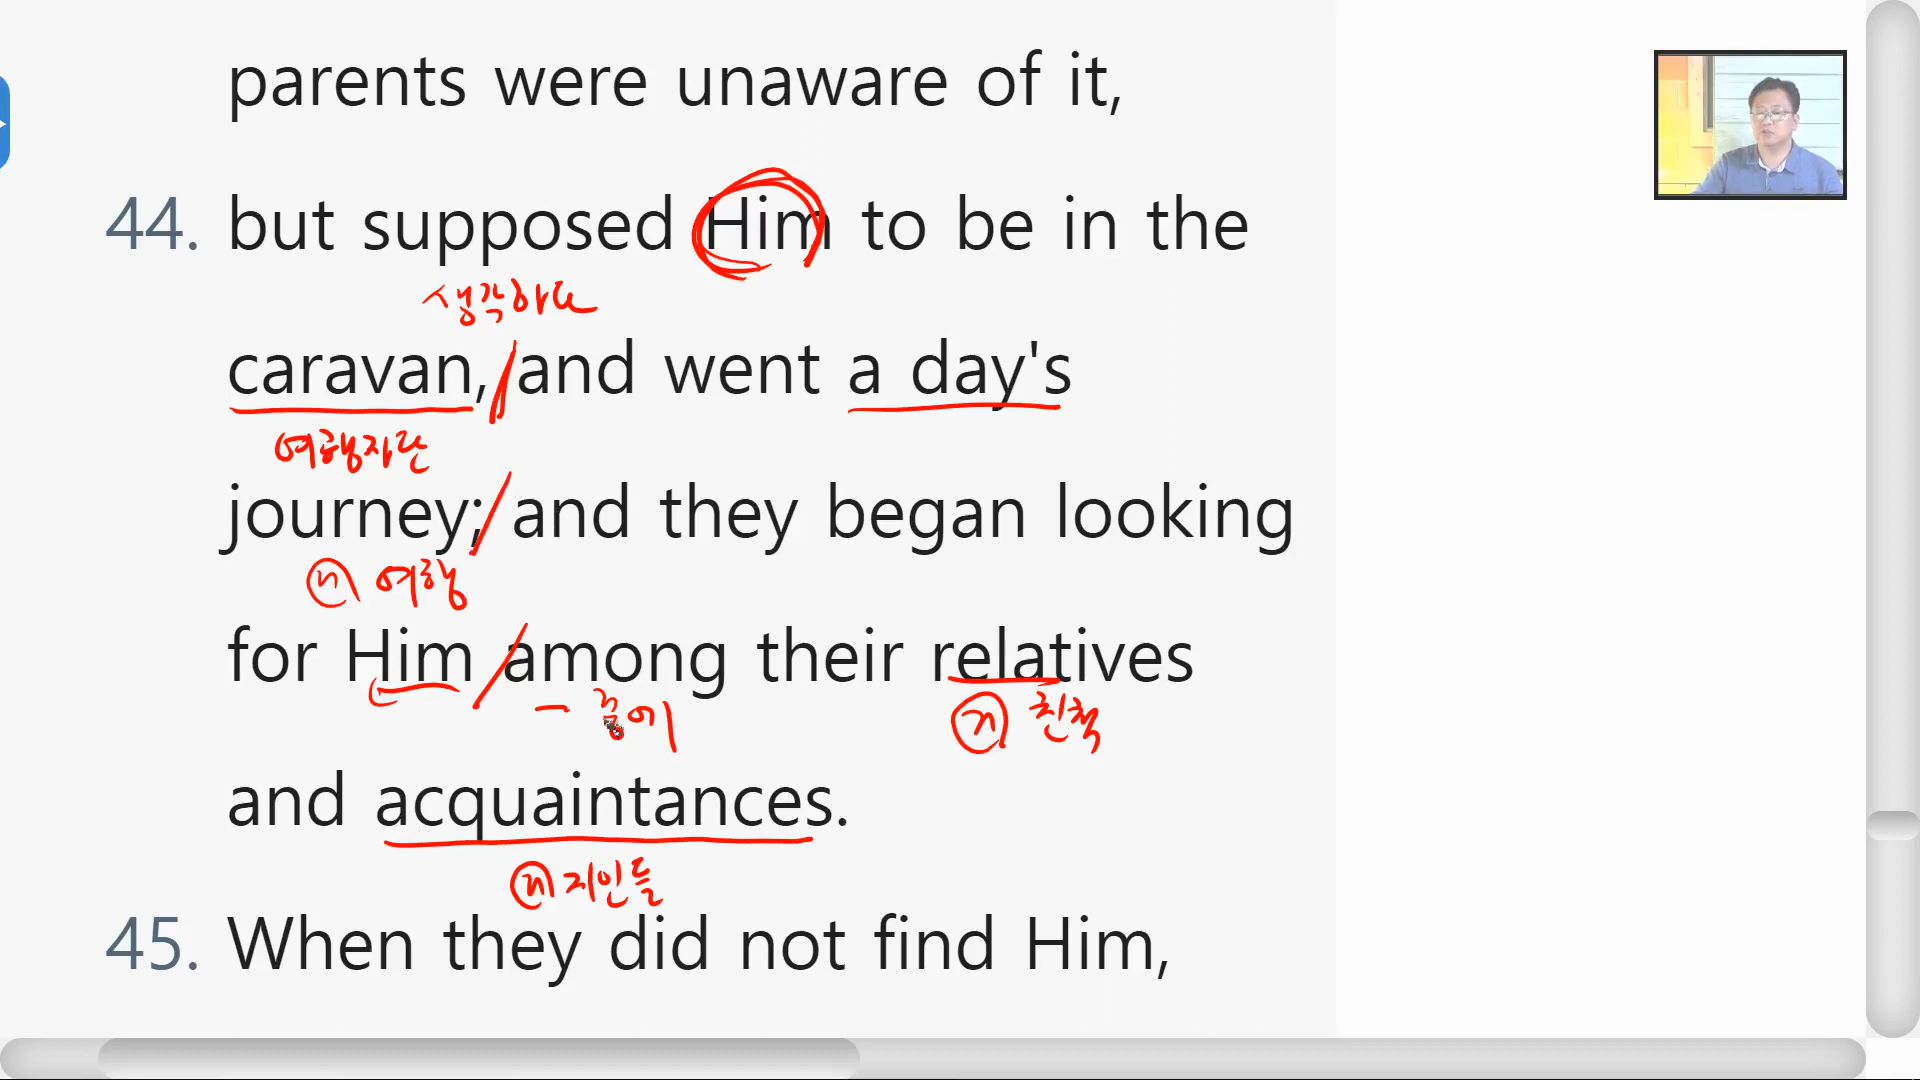 parents were unaware of it,
44. but supposed Him to be in the
생각하다
caravan, and went a day's
여행자단
journey; and they began looking
n 여행
for Him among their relatives
n 친척
and acquaintances.
n 지인들
45. When they did not find Him,